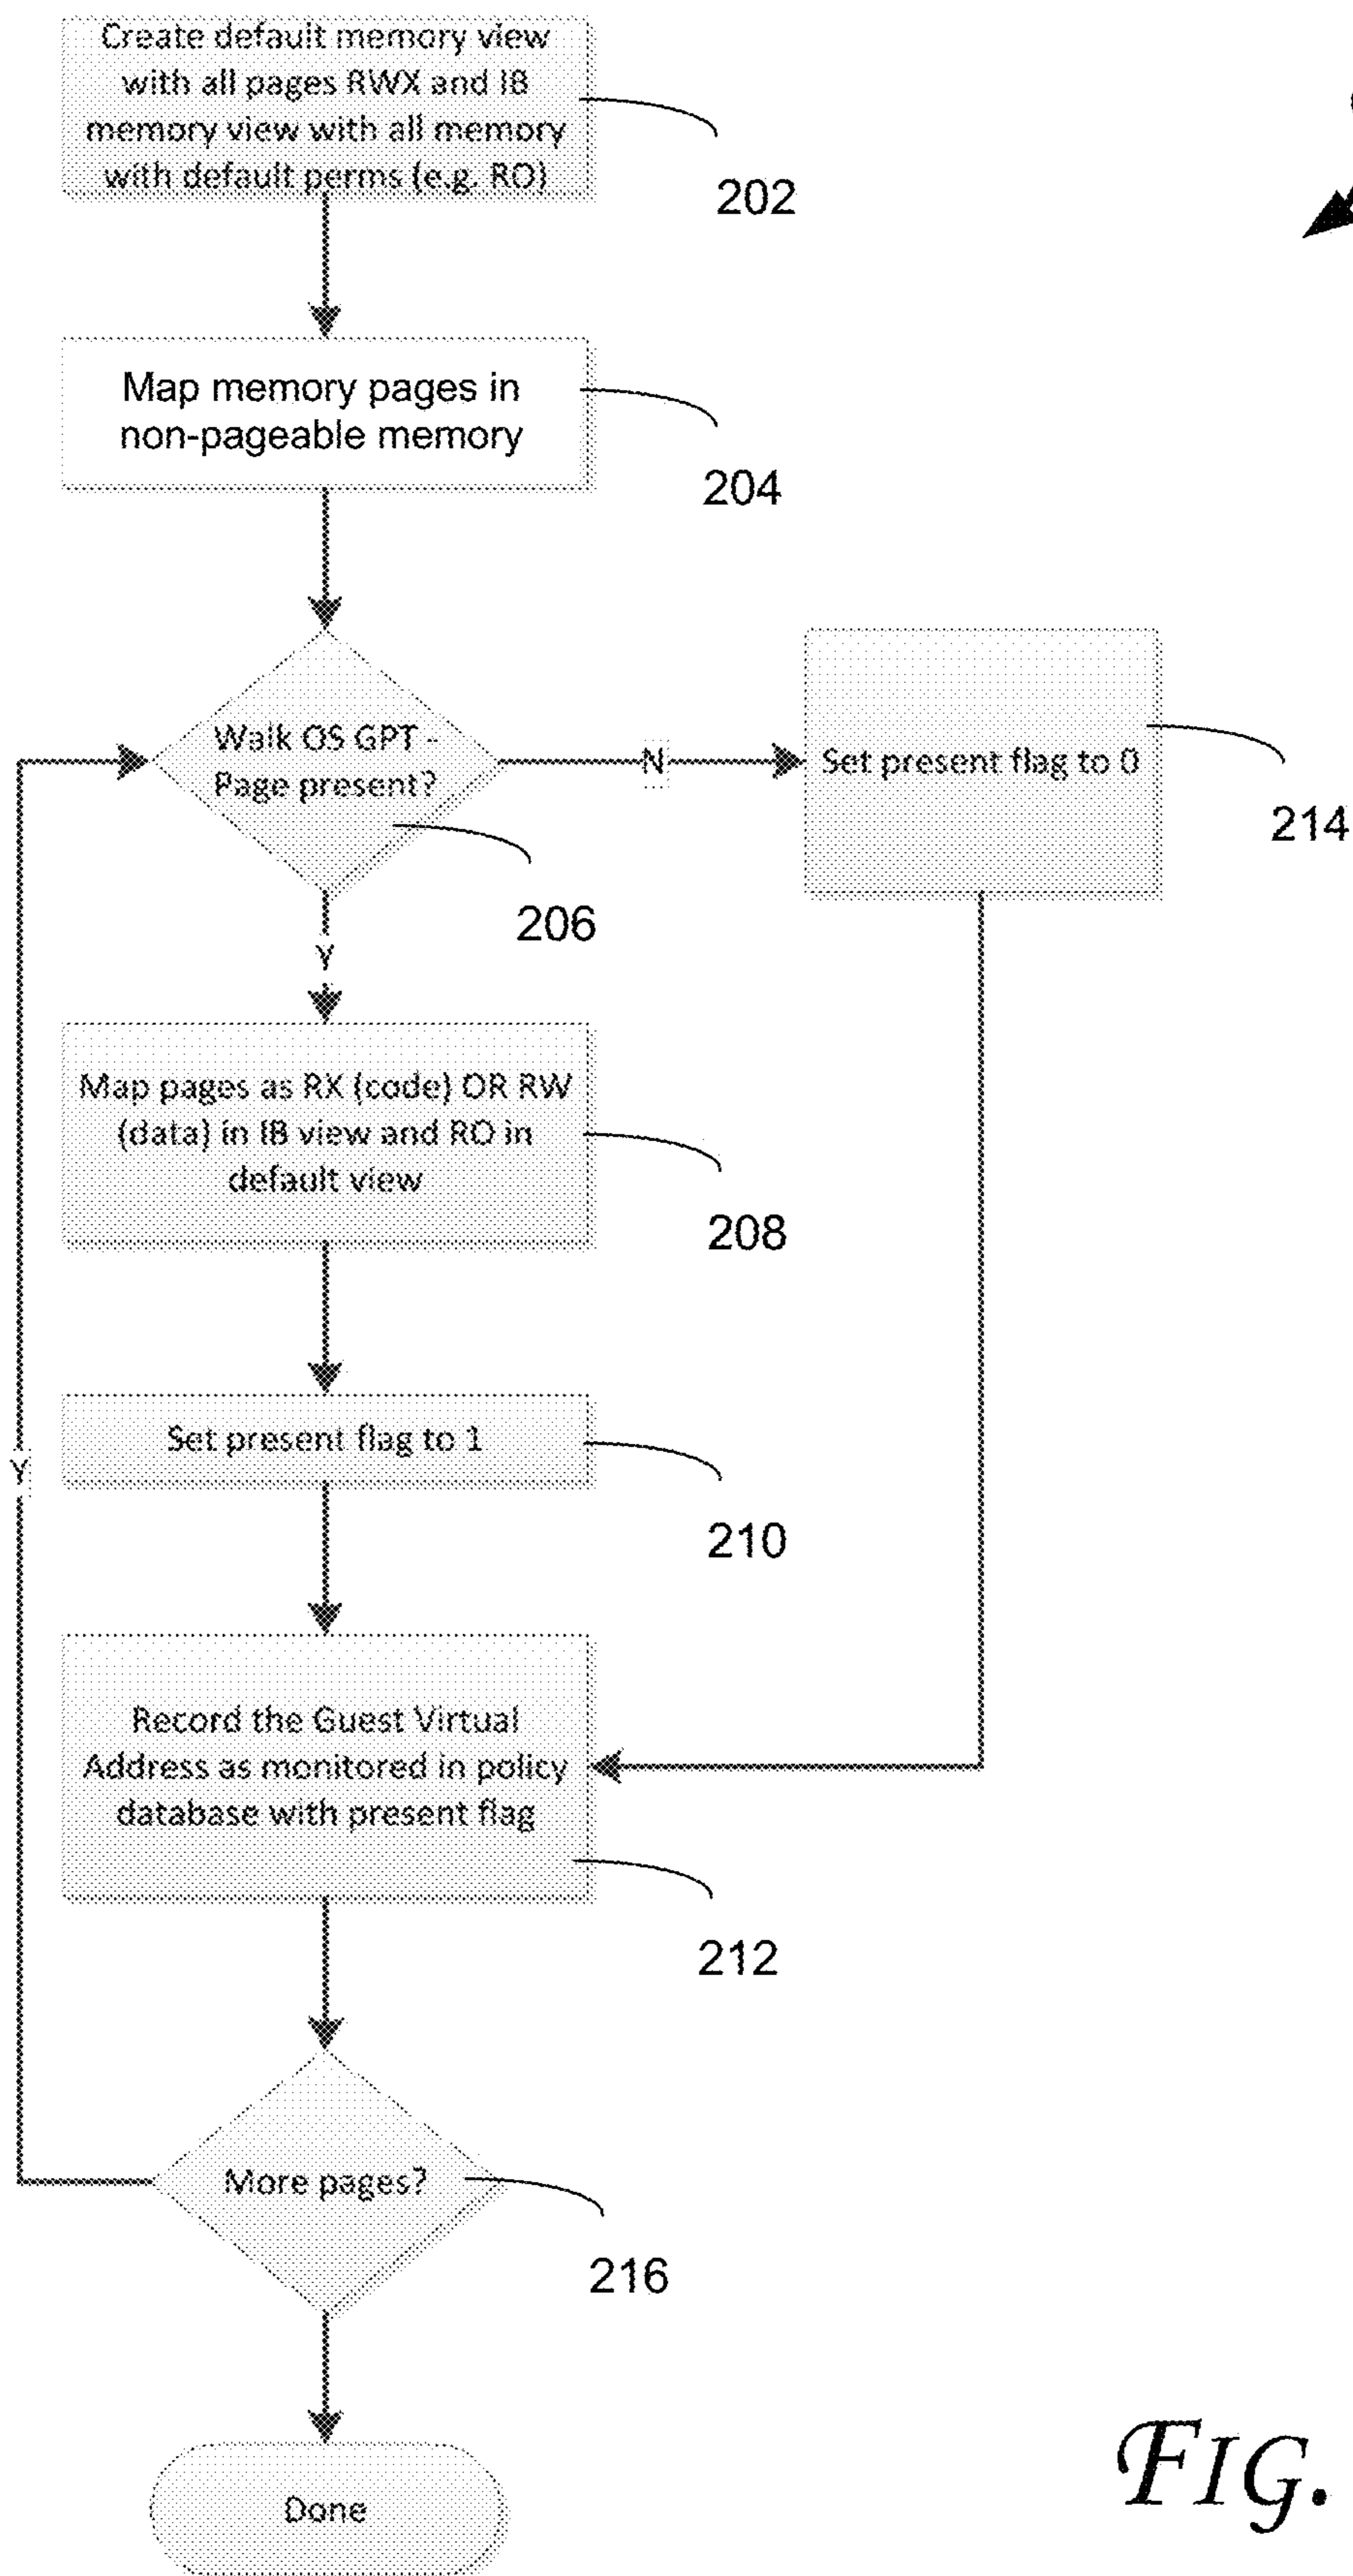 Create default memory view
with all pages RWX and IB
memory view with all memory
with default perms (e.g. RO)
202
Map memory pages in
non-pageable memory
204
Walk OS GPT -
Page present?
N
Set present flag to 0
214
206
Y
Map pages as RX (code) OR RW
(data) in IB view and RO in
default view
208
Set present flag to 1
Y
210
Record the Guest Virtual
Address as monitored in policy
database with present flag
212
More pages?
216
Done
FIG.